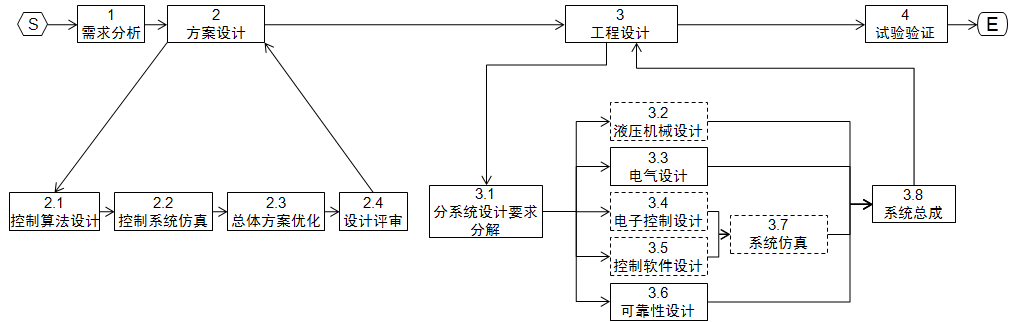 S
1
需求分析
2
方案设计
3
工程设计
4
试验验证
E
2.1
控制算法设计
2.2
控制系统仿真
2.3
总体方案优化
2.4
设计评审
3.1
分系统设计要求
分解
3.2
液压机械设计
3.3
电气设计
3.4
电子控制设计
3.5
控制软件设计
3.6
可靠性设计
3.7
系统仿真
3.8
系统总成